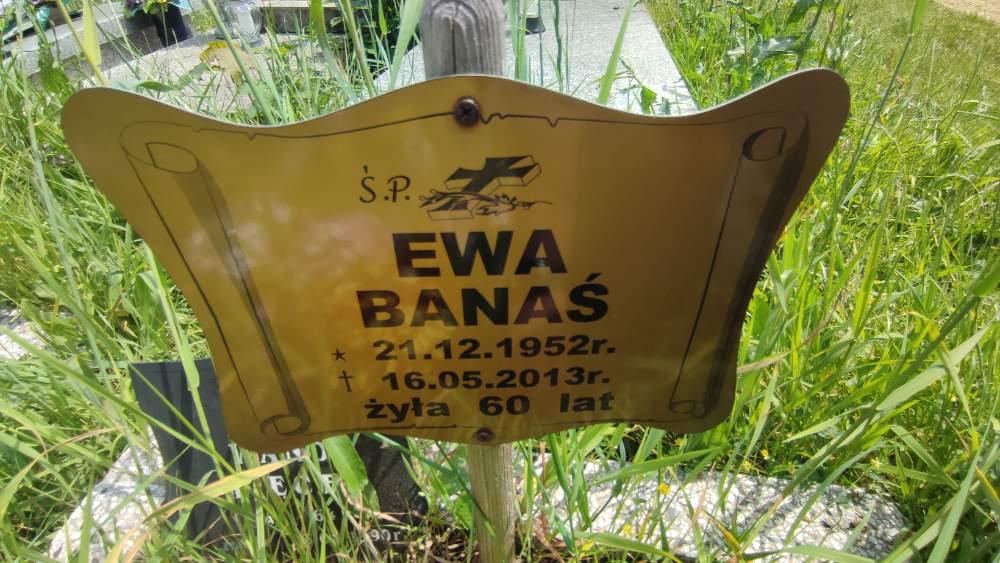 Ś.P.
EWA
BANAŚ
* 21.12.1952r.
† 16.05.2013r.
żyła 60 lat